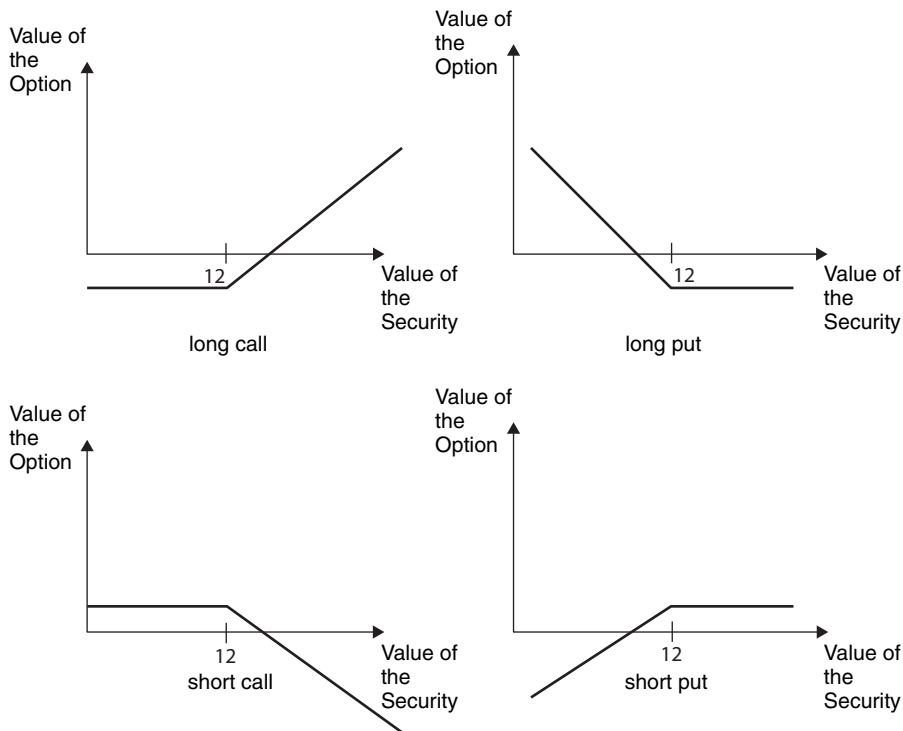 Value of
the
Option
12
Value of
the
Security
long call
Value of
the
Option
12
Value of
the
Security
long put
Value of
the
Option
12
Value of
the
Security
short call
Value of
the
Option
12
Value of
the
Security
short put